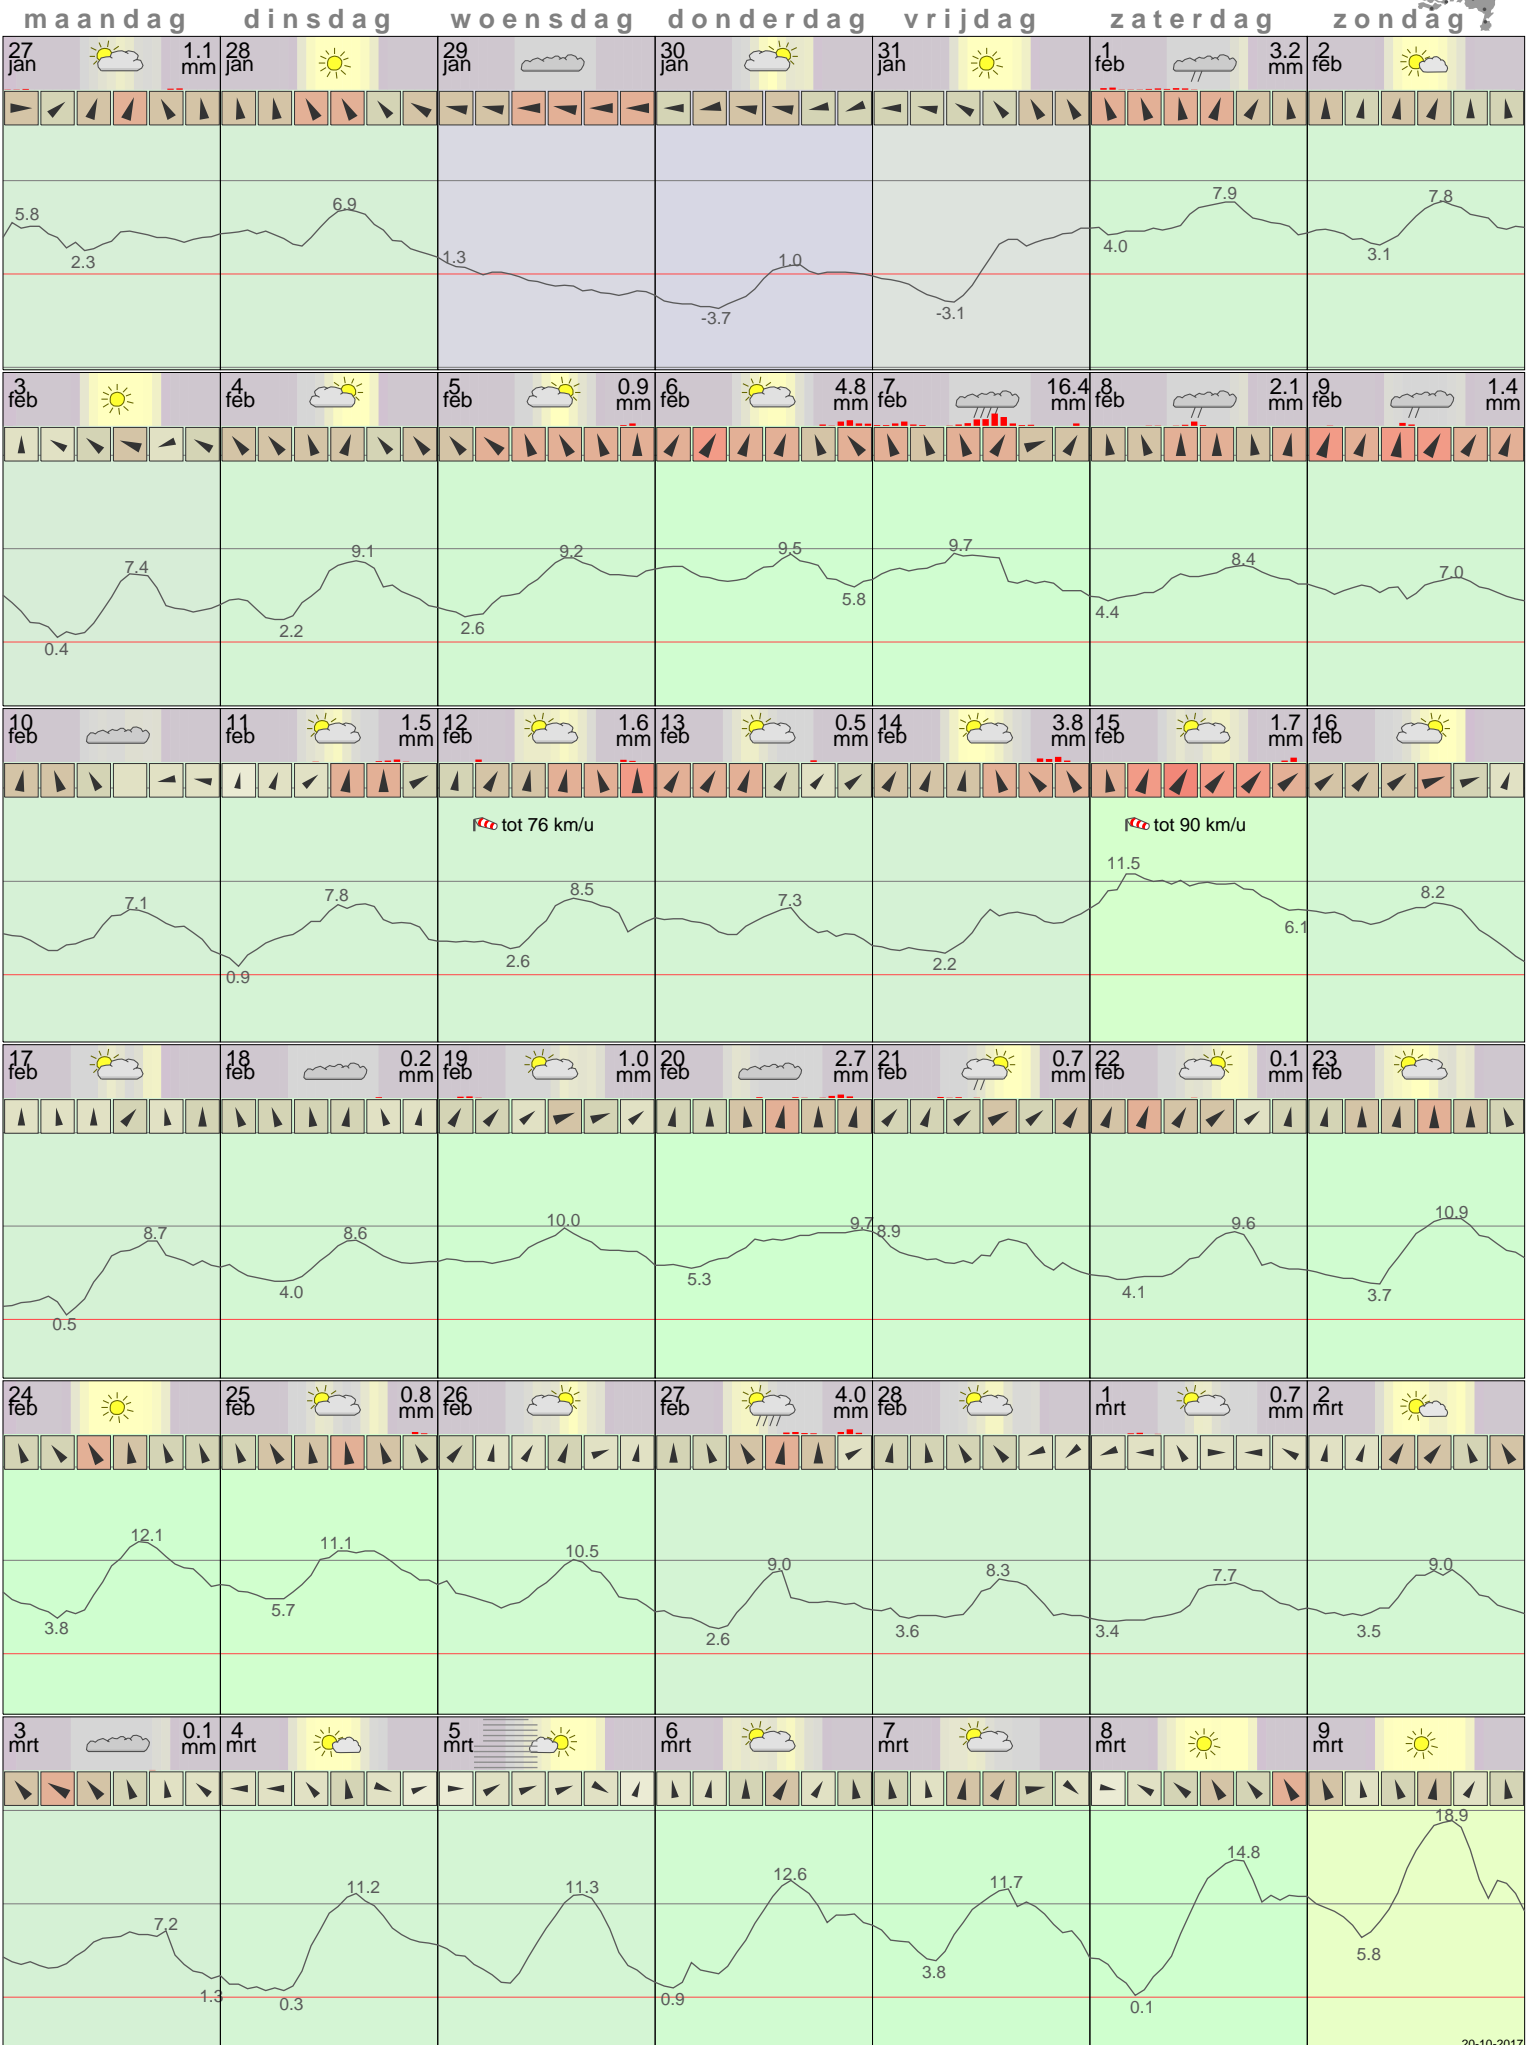 maandag dinsdag woensdag donderdag vrijdag zaterdag zondag
27 jan 1.1 mm 28 jan 29 jan 30 jan 31 jan 1 feb 3.2 mm 2 feb
5.8 2.3 6.9 1.3 -3.7 1.0 -3.1 4.0 7.9 3.1 7.8
3 feb 4 feb 5 feb 0.9 mm 6 feb 4.8 mm 7 feb 16.4 8 feb 2.1 mm 9 feb 1.4 mm
0.4 7.4 2.2 9.1 2.6 9.2 9.5 5.8 9.7 4.4 8.4 7.0
10 feb 11 feb 1.5 mm 12 feb 1.6 mm 13 feb 0.5 mm 14 feb 3.8 mm 15 feb 1.7 mm 16 feb
tot 76 km/u tot 90 km/u
7.1 0.9 7.8 2.6 8.5 7.3 2.2 11.5 6.1 8.2
17 feb 18 feb 0.2 mm 19 feb 1.0 mm 20 feb 2.7 mm 21 feb 0.7 mm 22 feb 0.1 mm 23 feb
0.5 8.7 4.0 8.6 10.0 5.3 9.7 8.9 4.1 9.6 3.7 10.9
24 feb 25 feb 0.8 mm 26 feb 27 feb 4.0 mm 28 feb 1 mrt 0.7 mm 2 mrt
3.8 12.1 5.7 11.1 10.5 2.6 9.0 3.6 8.3 3.4 7.7 3.5 9.0
3 mrt 0.1 mm 4 mrt 5 mrt 6 mrt 7 mrt 8 mrt 9 mrt
7.2 1.3 0.3 11.2 11.3 0.9 12.6 3.8 11.7 0.1 14.8 5.8 18.9
20-10-2017